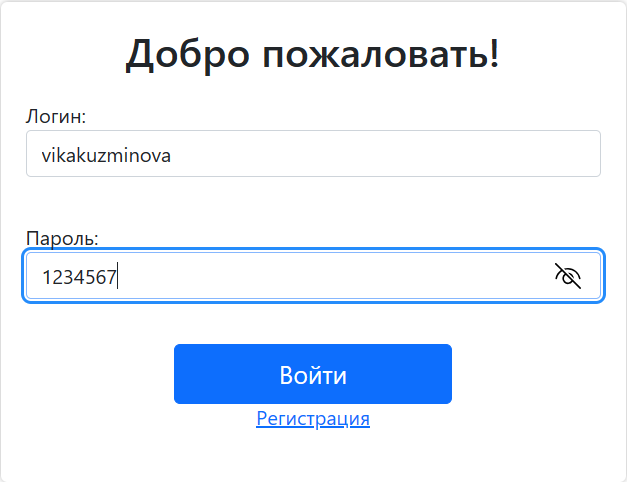 Добро пожаловать!
Логин:
vikakuzminova
Пароль:
1234567
Войти
Регистрация